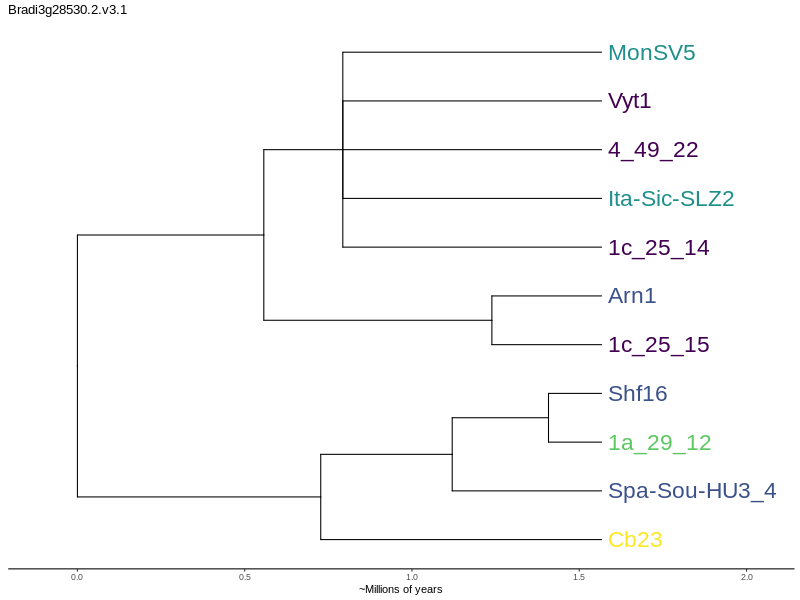 Bradi3g28530.2.v3.1
MonSV5
Vyt1
4_49_22
Ita-Sic-SLZ2
1c_25_14
Arn1
1c_25_15
Shf16
1a_29_12
Spa-Sou-HU3_4
Cb23
0.0 0.5 1.0 1.5 2.0
~Millions of years